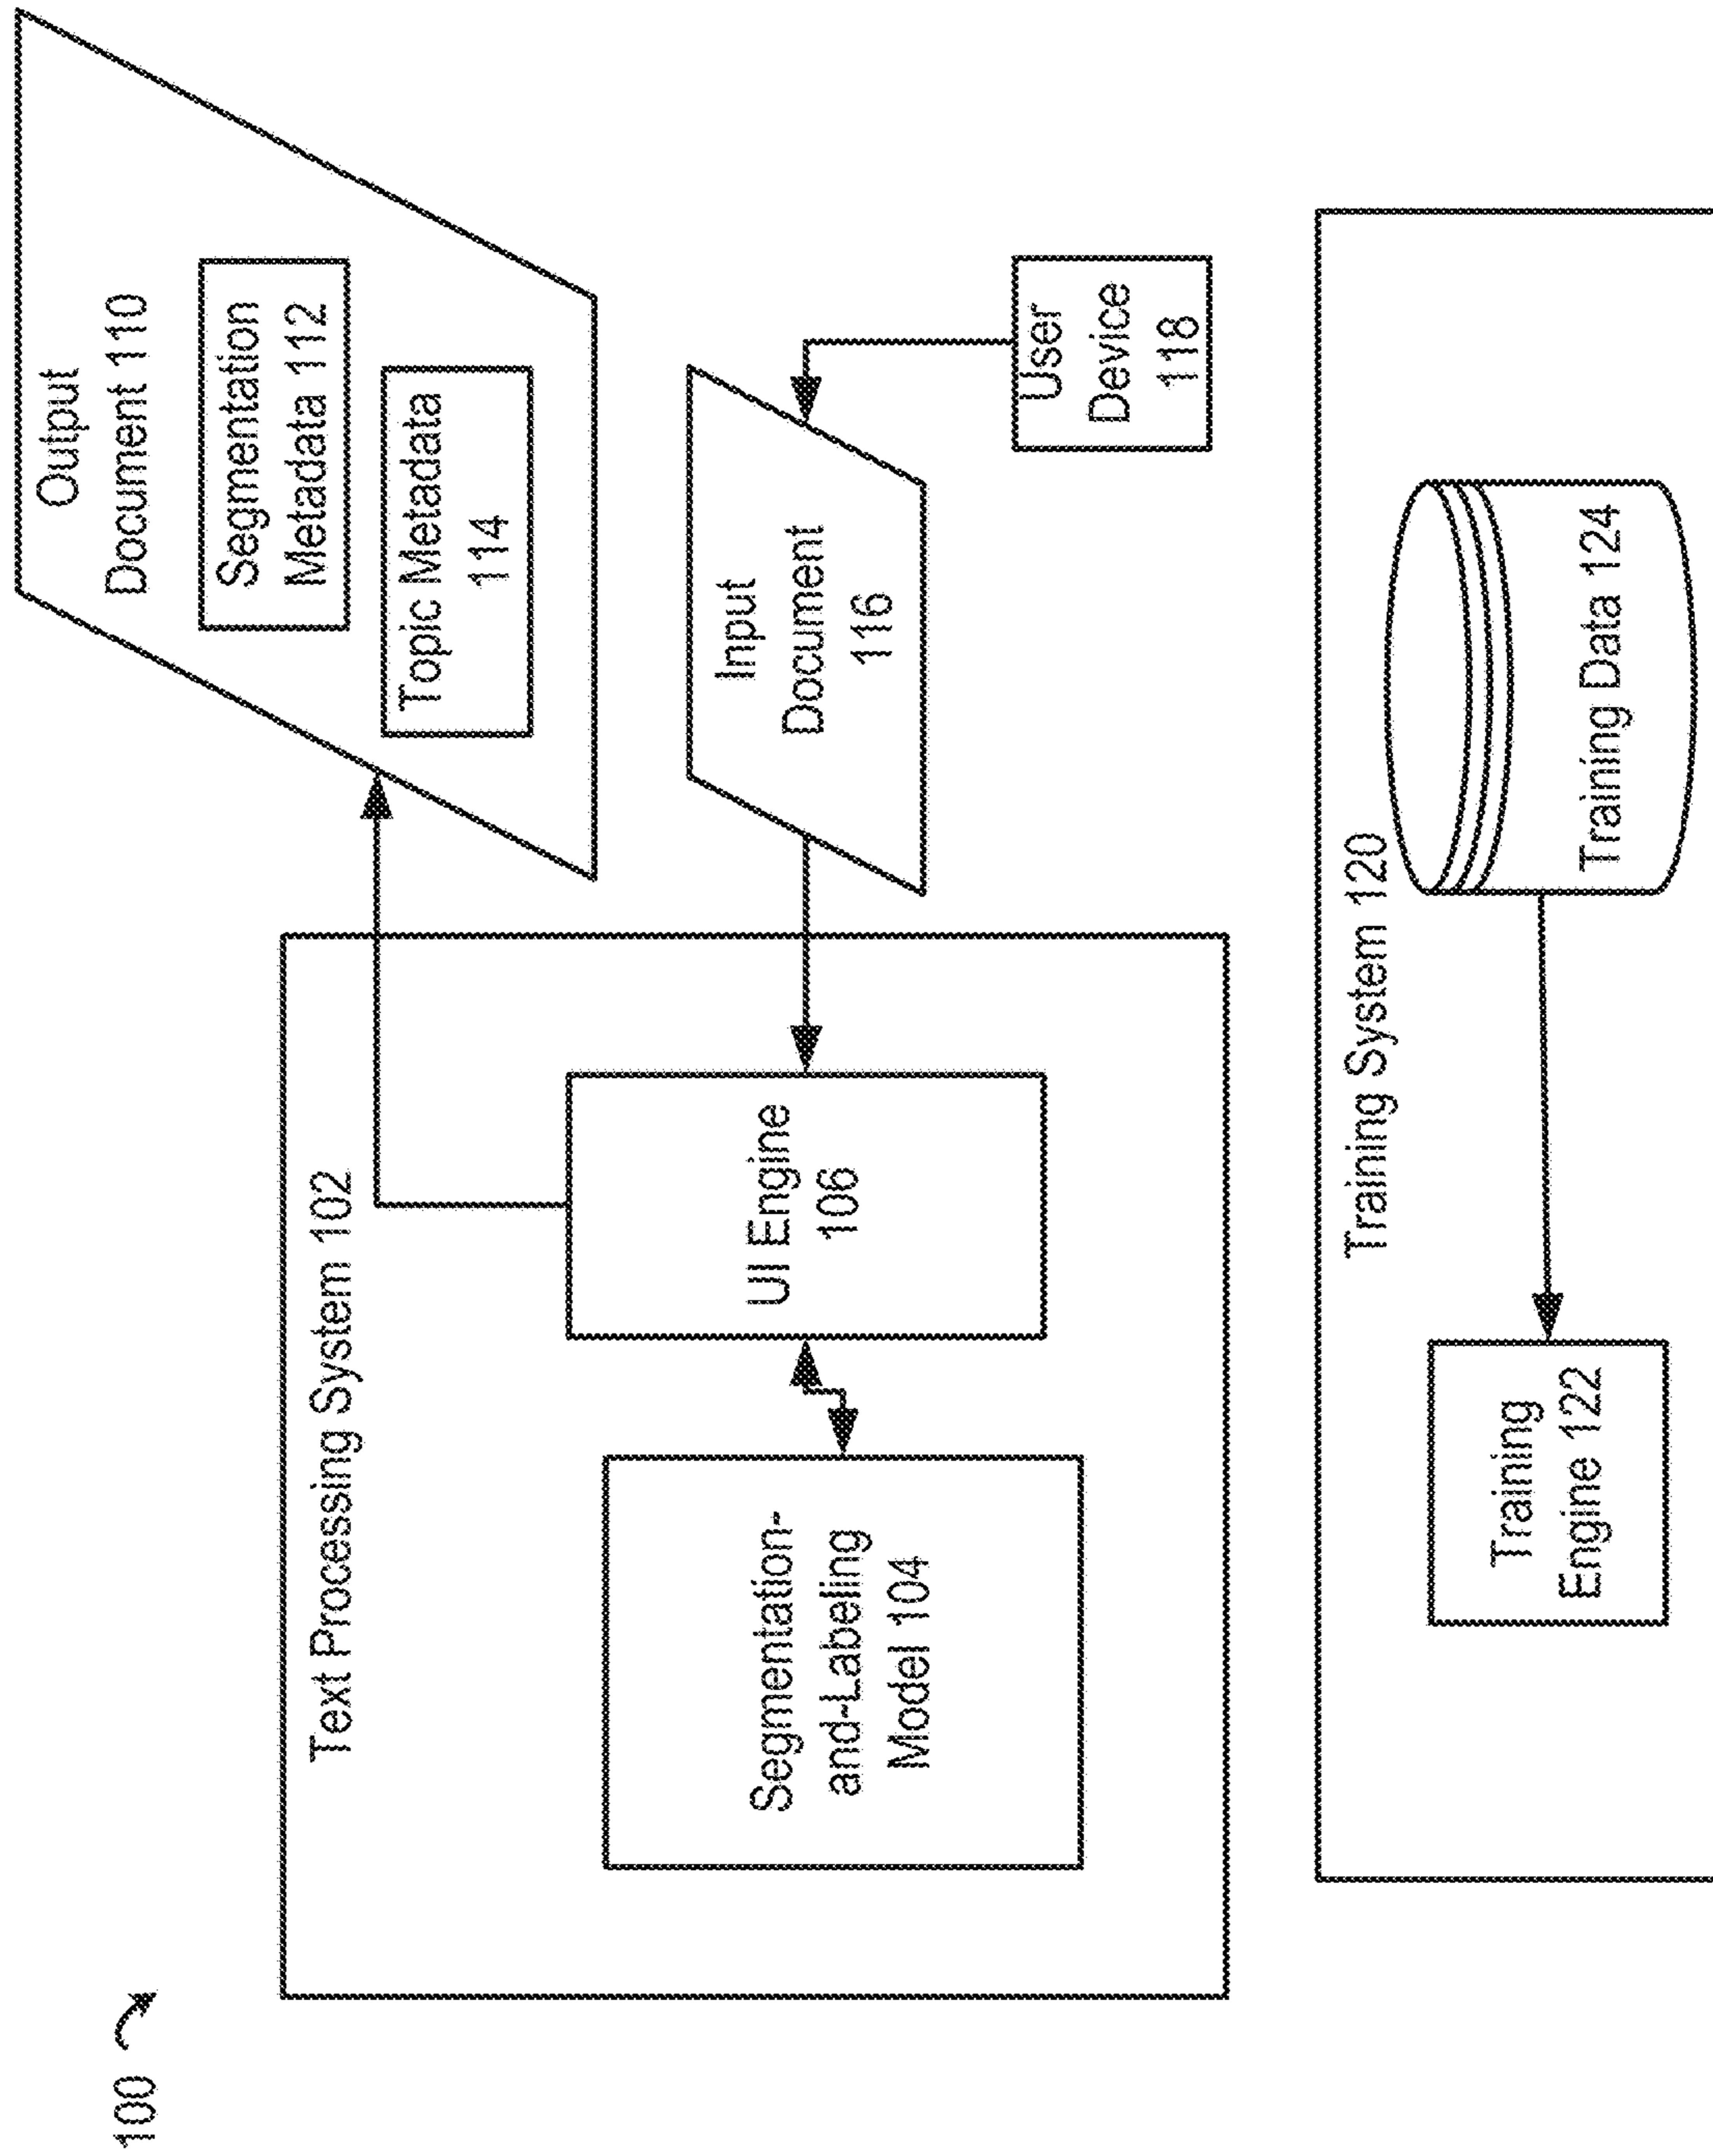 100
Text Processing System 102
Segmentation-
and-Labeling
Model 104
UI Engine
106
Output
Document 110
Segmentation
Metadata 112
Topic Metadata
114
Input
Document
116
User
Device
118
Training System 120
Training
Engine 122
Training Data 124